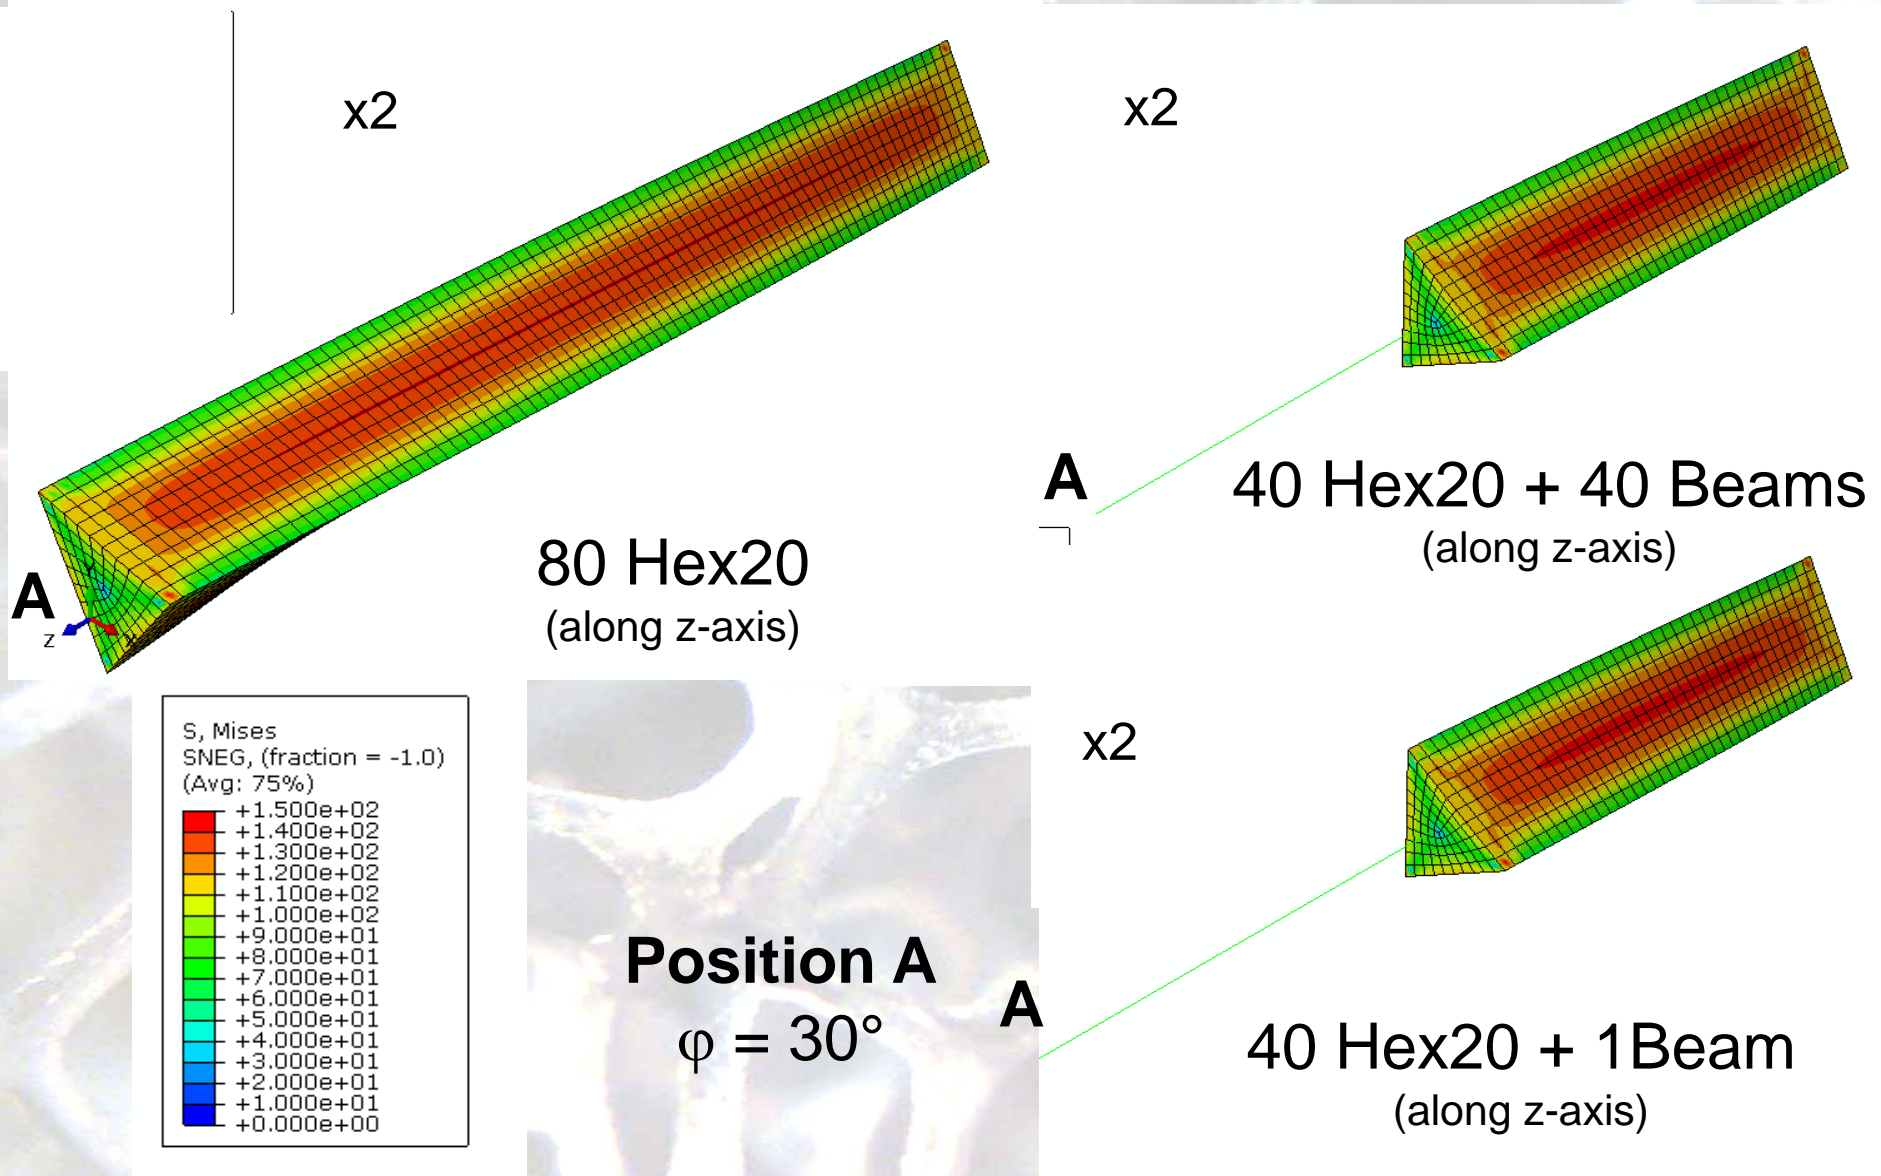 x2
A
z
x
80 Hex20
(along z-axis)
x2
A
40 Hex20 + 40 Beams
(along z-axis)
S, Mises
SNEG, (fraction = -1.0)
(Avg: 75%)
+1.500e+02
+1.400e+02
+1.300e+02
+1.200e+02
+1.100e+02
+1.000e+02
+9.000e+01
+8.000e+01
+7.000e+01
+6.000e+01
+5.000e+01
+4.000e+01
+3.000e+01
+2.000e+01
+1.000e+01
+0.000e+00
Position A
φ = 30°
x2
A
40 Hex20 + 1Beam
(along z-axis)